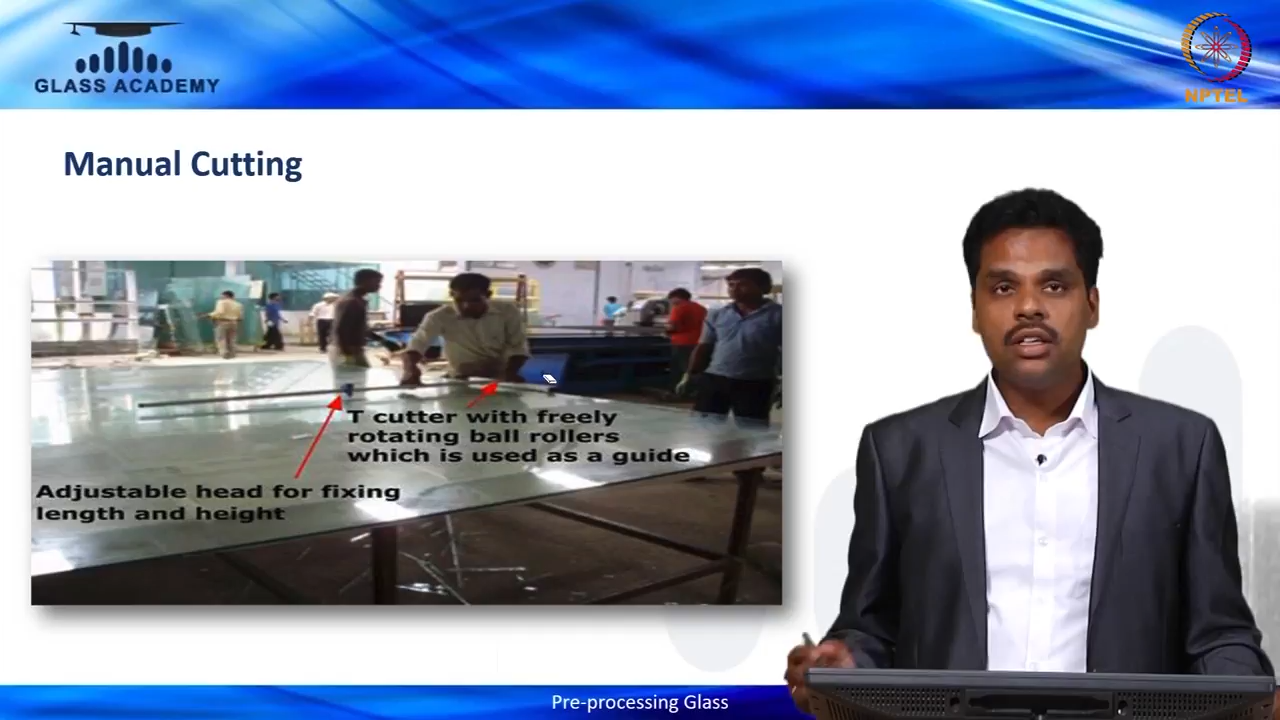 GLASS ACADEMY
NPTEL
Manual Cutting
T cutter with freely
rotating ball rollers
which is used as a guide
Adjustable head for fixing
length and height
Pre-processing Glass